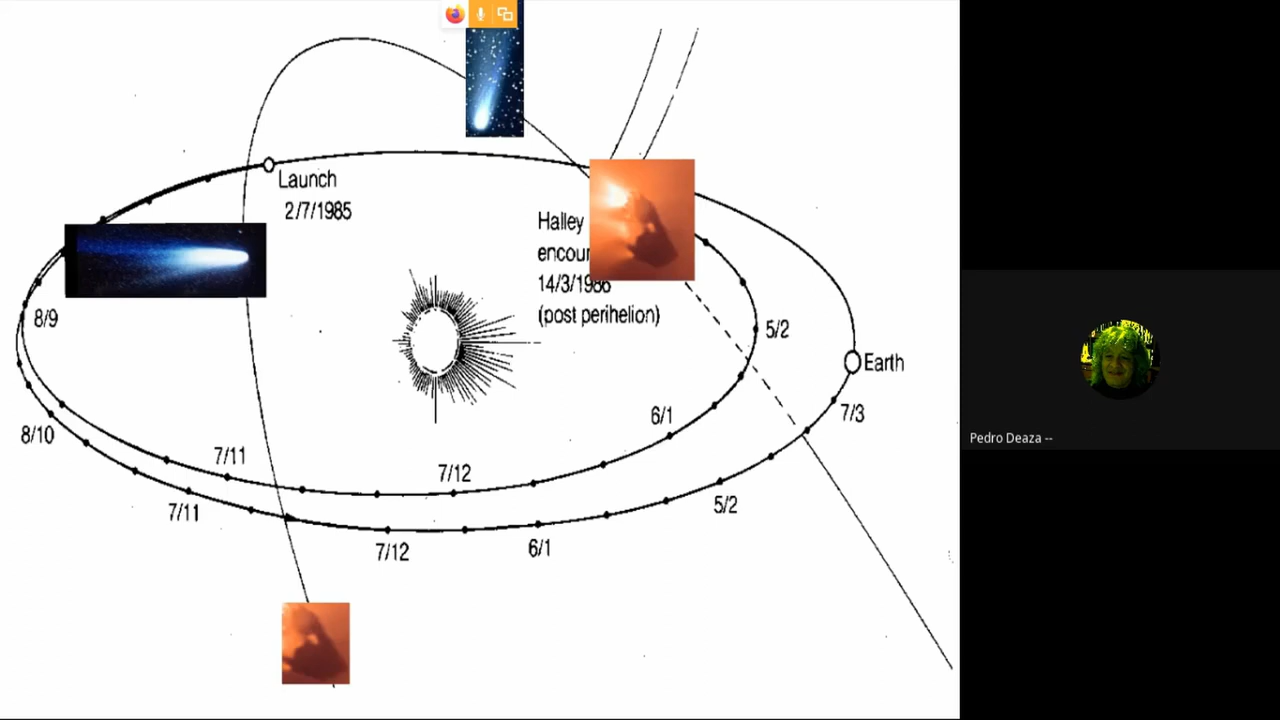 Launch
2/7/1985
Halley
14/3/1986
(post perihelion)
8/9
5/2
Earth
6/1
7/3
8/10
7/11
7/12
7/11
5/2
7/12
6/1
Pedro Deaza --